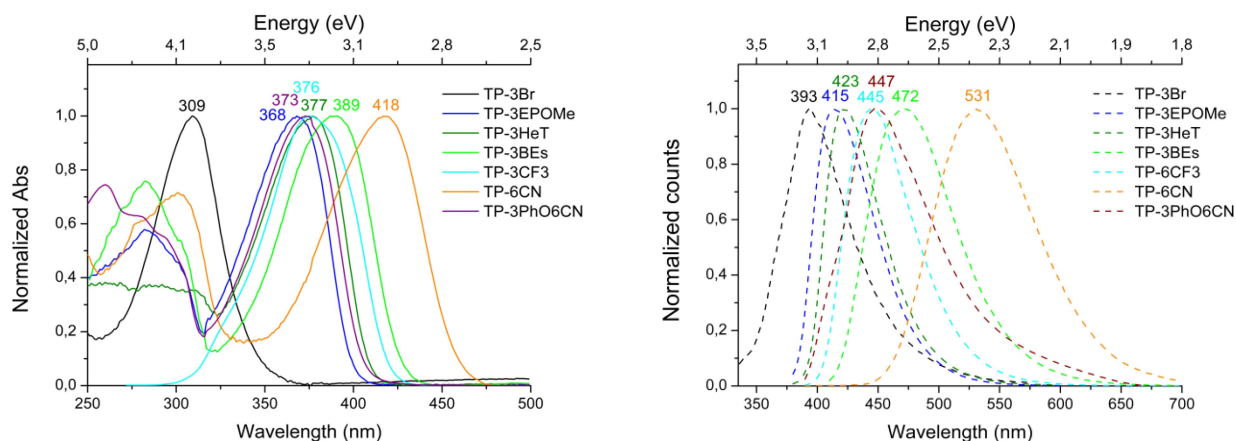 Energy (eV)
5,0 4,1 3,5 3,1 2,8 2,5
376
309 373 377 389 418
368
1,0
0,8
0,6
0,4
0,2
0,0
Normalized Abs
TP-3Br
TP-3EPOMe
TP-3HeT
TP-3BEs
TP-3CF3
TP-6CN
TP-3PhO6CN
250 300 350 400 450 500
Wavelength (nm)
Energy (eV)
3,5 3,1 2,8 2,5 2,3 2,1 1,9 1,8
423 447
393 415 445 472 531
1,0
0,8
0,6
0,4
0,2
0,0
Normalized counts
TP-3Br
TP-3EPOMe
TP-3HeT
TP-3BEs
TP-6CF3
TP-6CN
TP-3PhO6CN
350 400 450 500 550 600 650 700
Wavelength (nm)